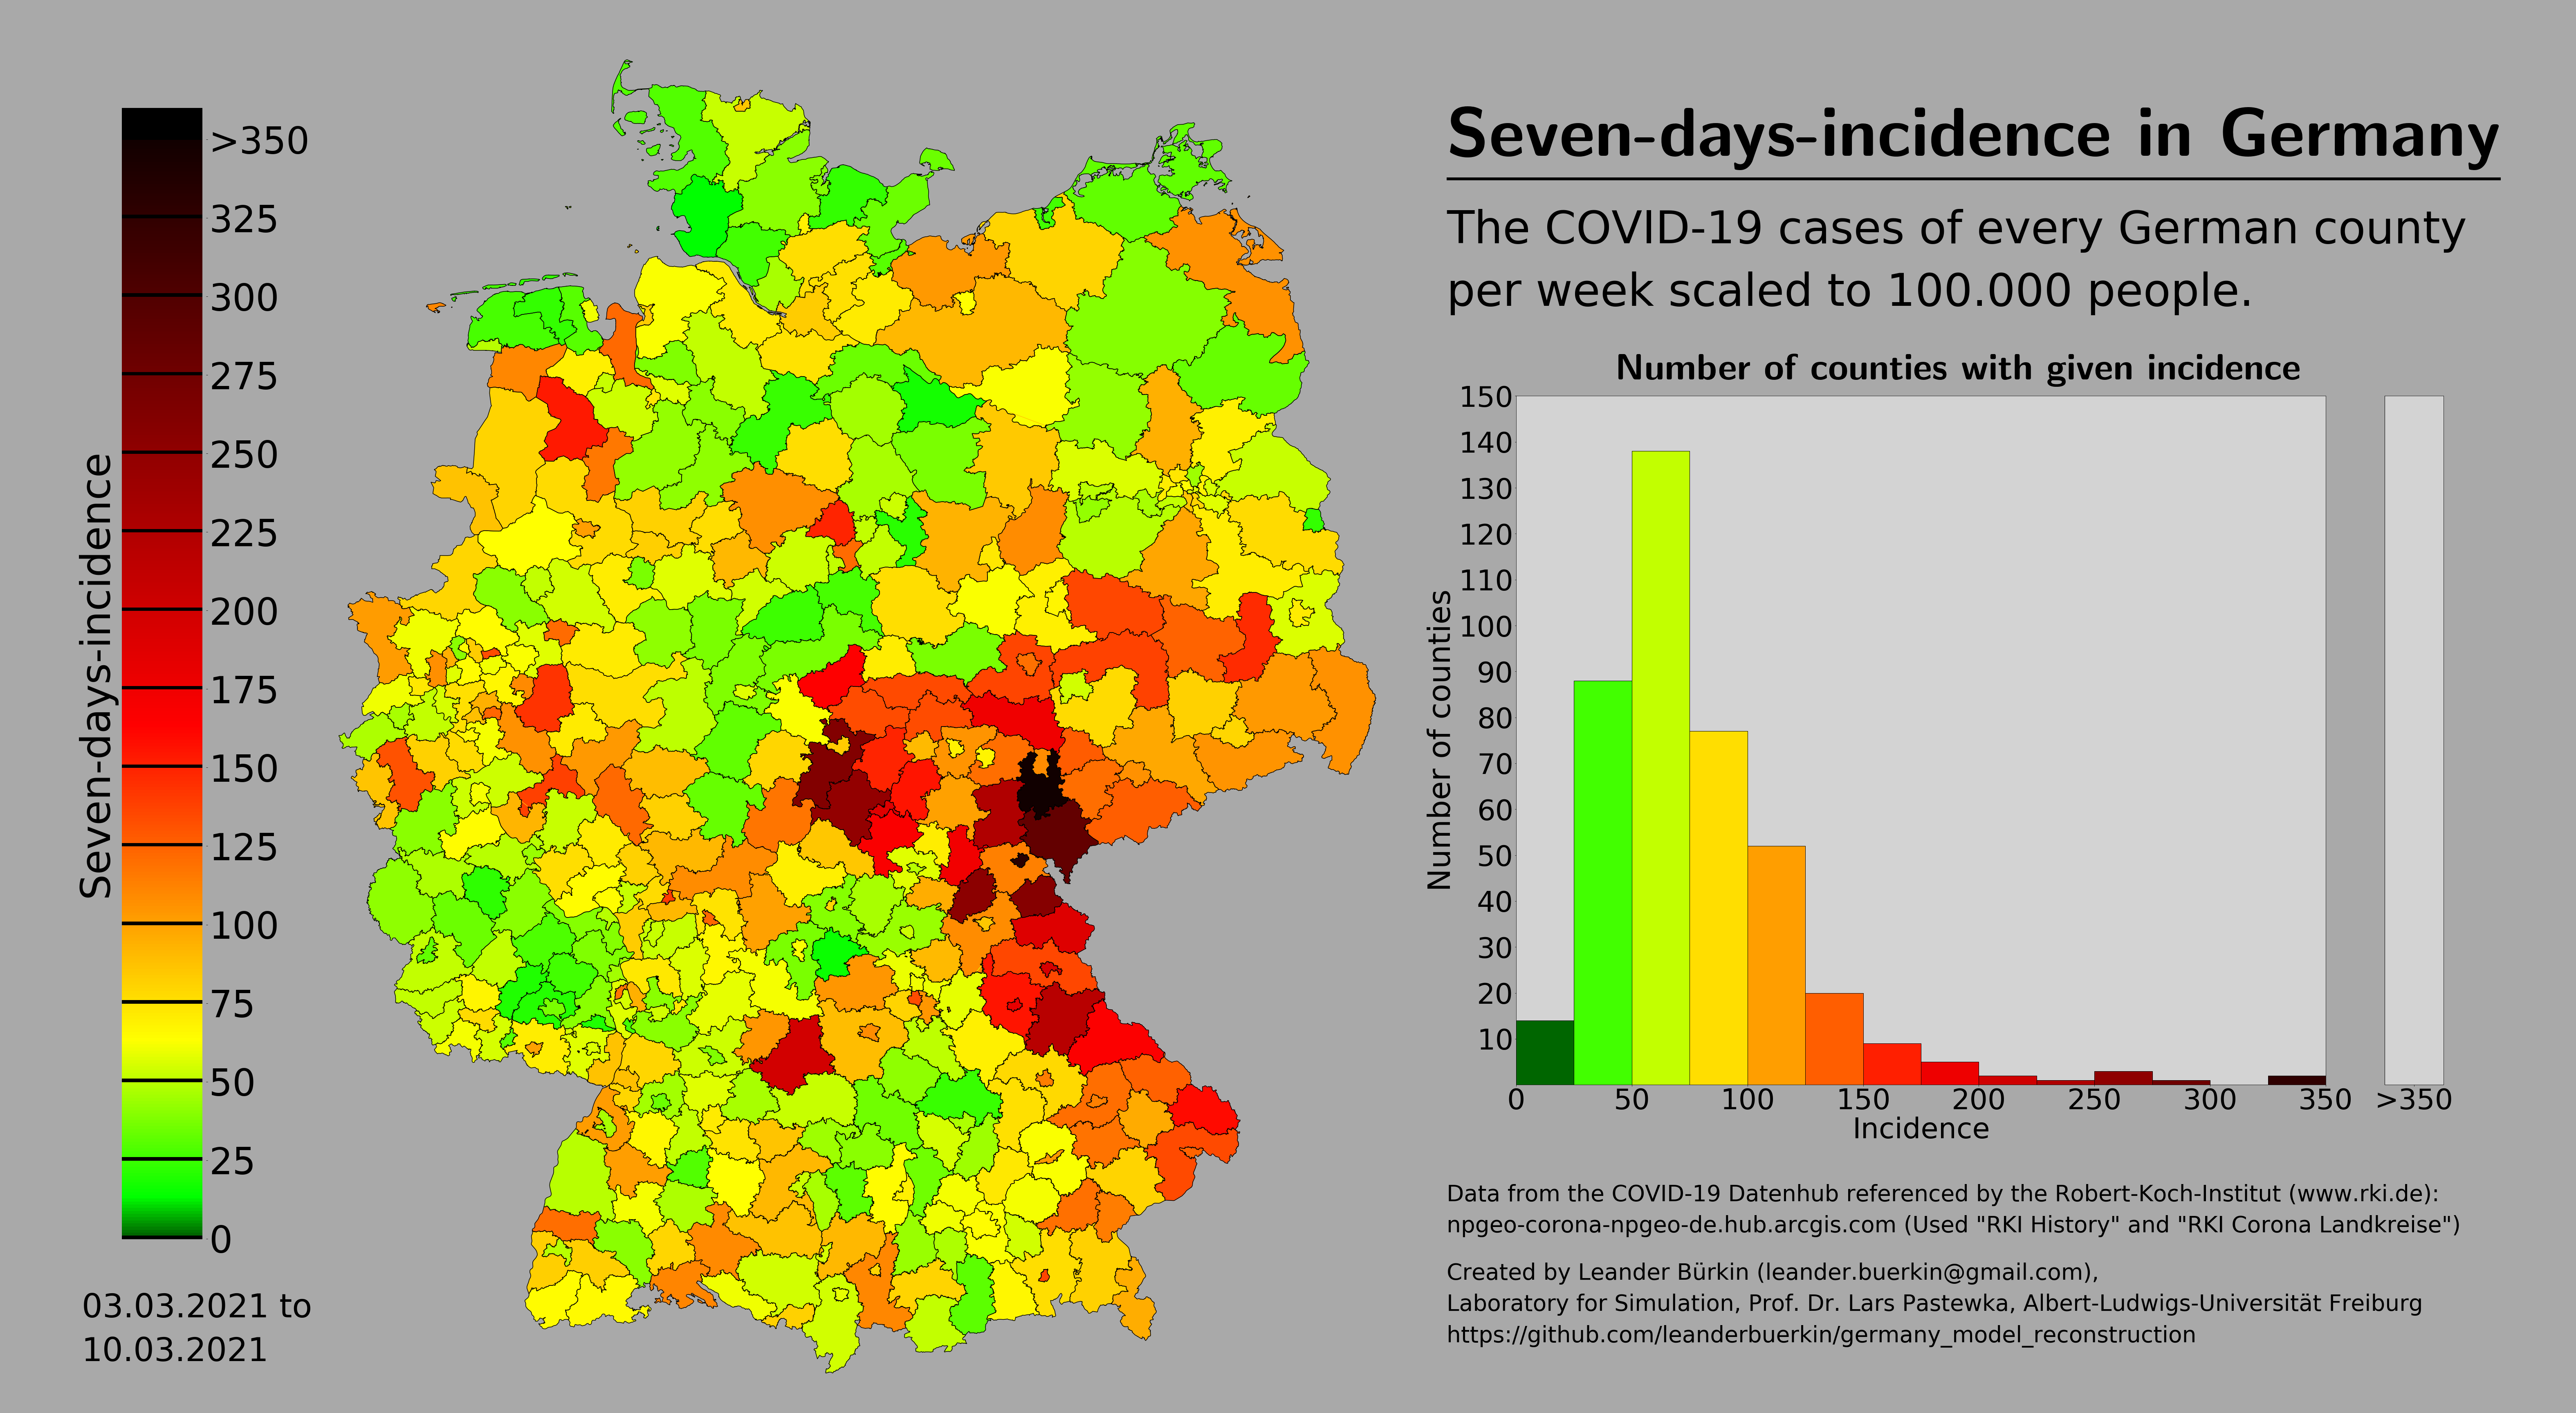 >350
325
300
275
250
225
200
175
150
125
100
75
50
25
0
Seven-days-incidence
03.03.2021 to
10.03.2021
Seven-days-incidence in Germany
The COVID-19 cases of every German county
per week scaled to 100.000 people.
Number of counties with given incidence
150
140
130
120
110
100
90
80
70
60
50
40
30
20
10
Number of counties
0 50 100 150 200 250 300 350 >350
Incidence
Data from the COVID-19 Datenhub referenced by the Robert-Koch-Institut (www.rki.de):
npgeo-corona-npgeo-de.hub.arcgis.com (Used "RKI History" and "RKI Corona Landkreise")
Created by Leander Bürkin (leander.buerkin@gmail.com),
Laboratory for Simulation, Prof. Dr. Lars Pastewka, Albert-Ludwigs-Universität Freiburg
https://github.com/leanderbuerkin/germany_model_reconstruction